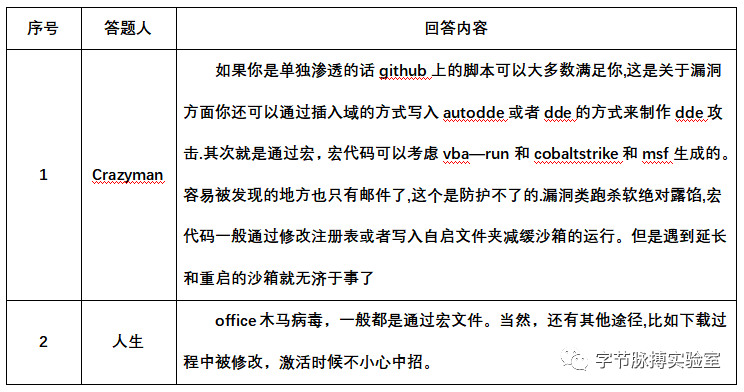 序号 答题人 回答内容
如果你是单独渗透的话 github 上的脚本可以大多数满足你,这是关于漏洞
方面你还可以通过插入域的方式写入 autodde 或者 dde 的方式来制作 dde 攻
击.其次就是通过宏，宏代码可以考虑 vba—run 和 cobaltstrike 和 msf 生成的。
1 Crazyman 容易被发现的地方也只有邮件了,这个是防护不了的.漏洞类跑杀软绝对露馅,宏
代码一般通过修改注册表或者写入自启文件夹减缓沙箱的运行。但是遇到延长
和重启的沙箱就无济于事了
office 木马病毒，一般都是通过宏文件。当然，还有其他途径,比如下载过
2 人生 程中被修改，激活时候不小心中招。
字节脉搏实验室